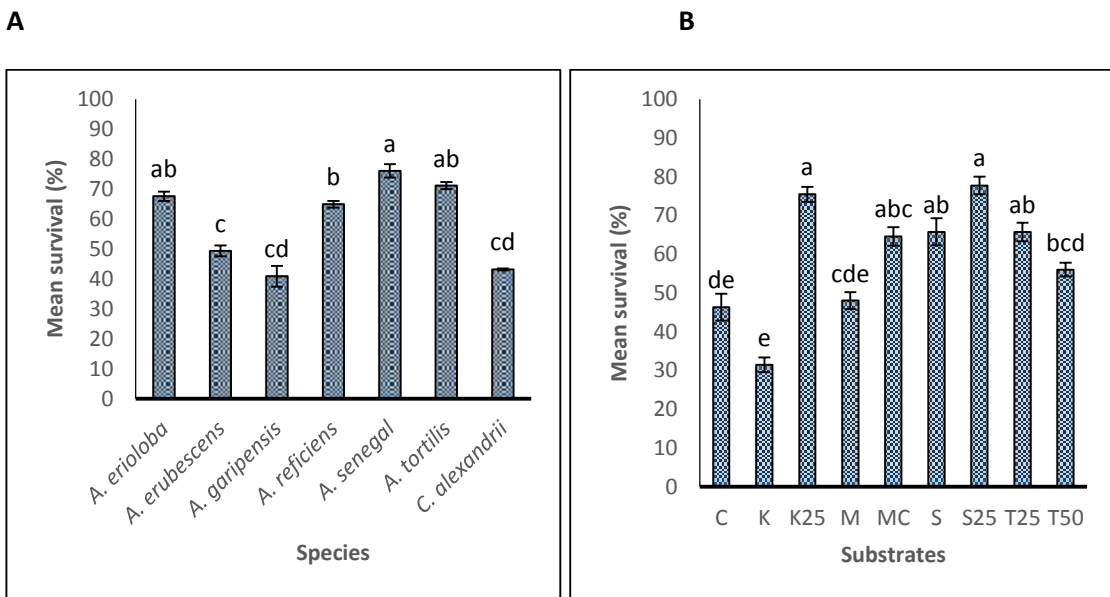 A
B
Mean survival (%)
100
90
80
70
60
50
40
30
20
10
0
ab
c
cd
b
a
ab
cd
A. erioloba
A. erubescens
A. garipensis
A. reficiens
A. senegal
A. tortilis
C. alexandrii
Species
Mean survival (%)
100
90
80
70
60
50
40
30
20
10
0
de
e
a
cde
abc
ab
a
ab
bcd
C K K25 M MC S S25 T25 T50
Substrates